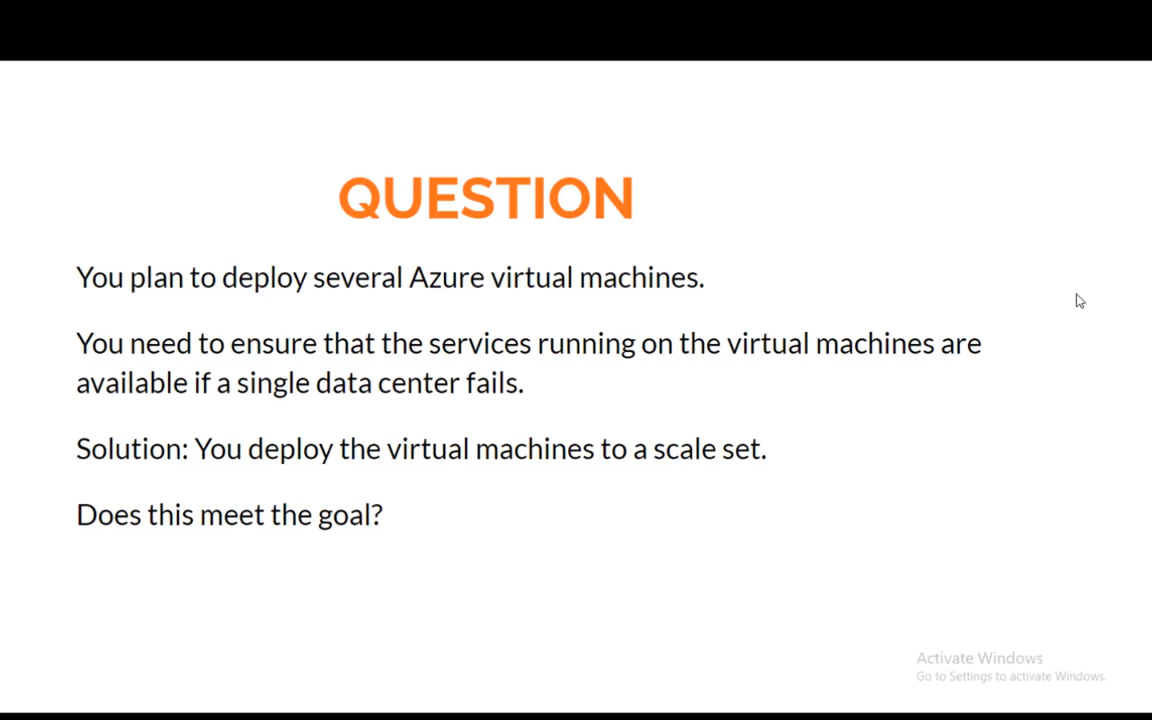 QUESTION
You plan to deploy several Azure virtual machines.
You need to ensure that the services running on the virtual machines are
available if a single data center fails.
Solution: You deploy the virtual machines to a scale set.
Does this meet the goal?
Activate Windows
Go to Settings to activate Windows.